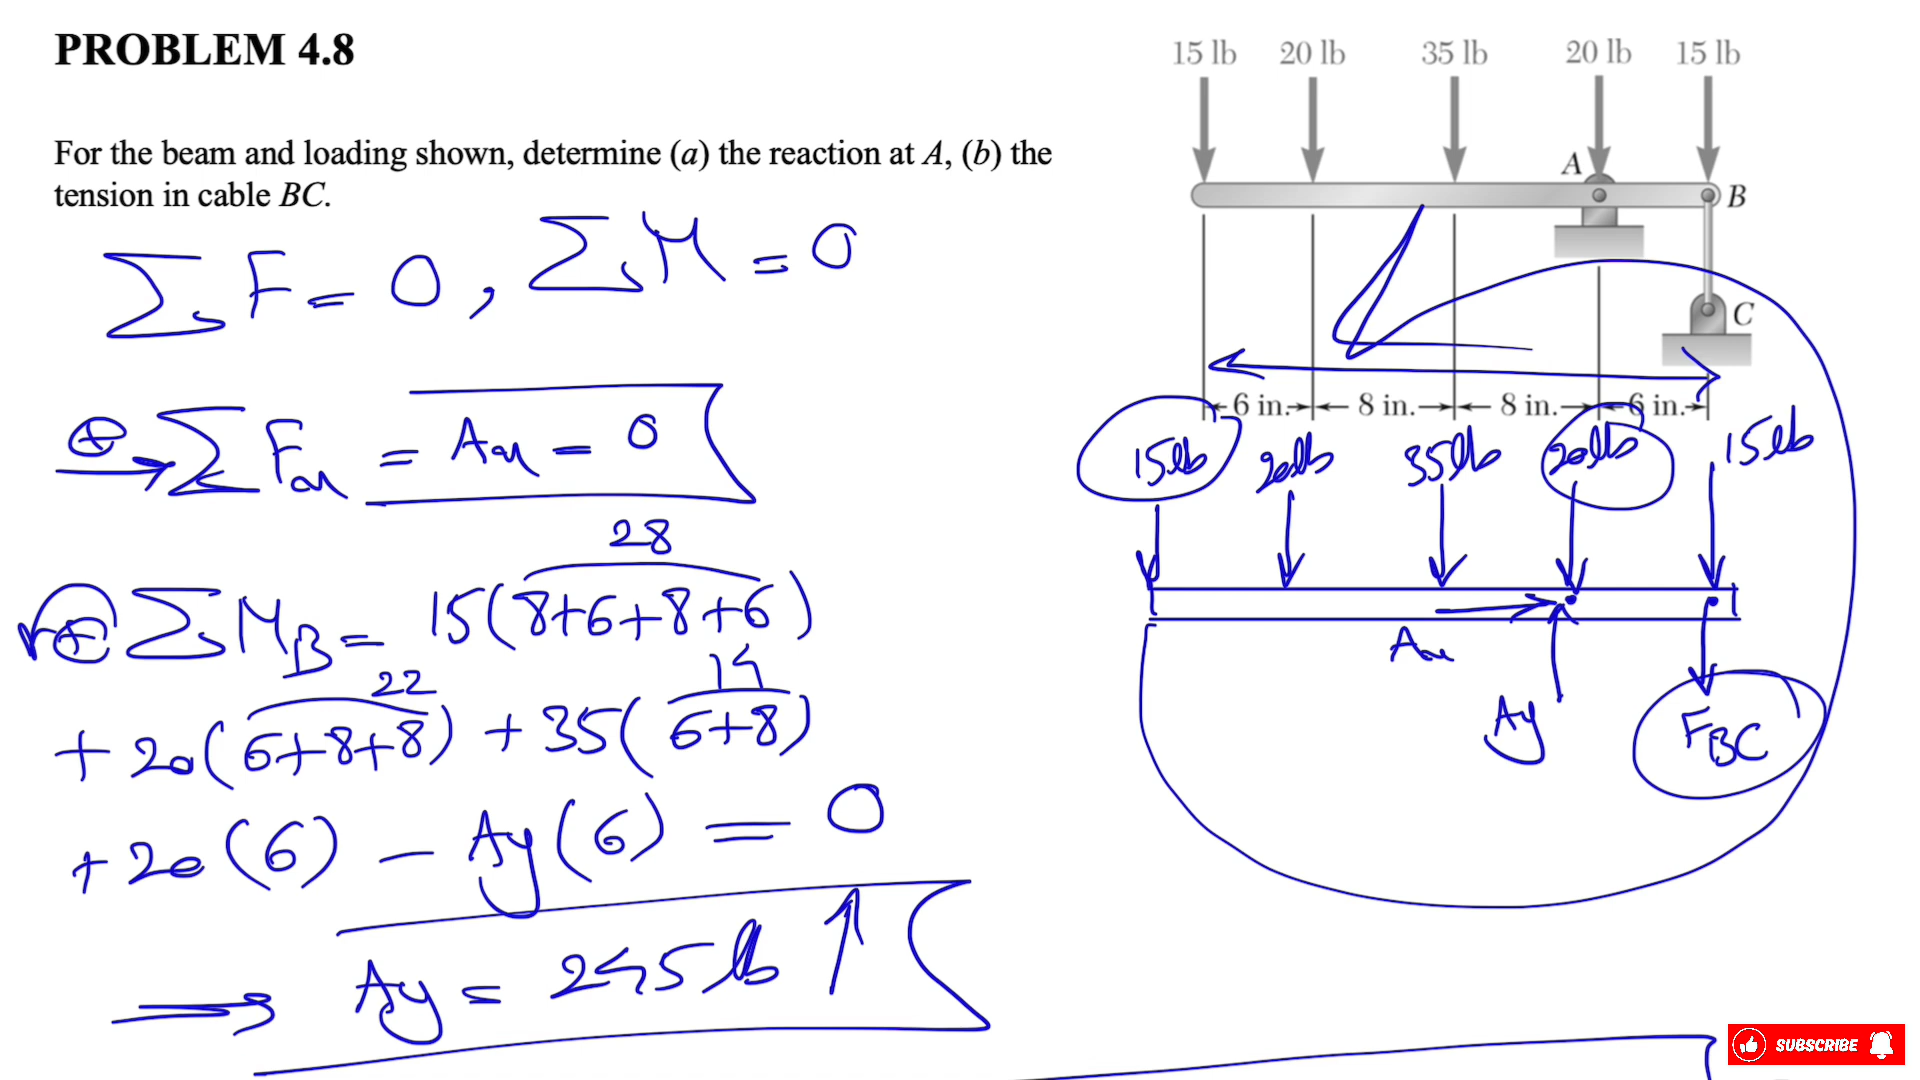 PROBLEM 4.8
For the beam and loading shown, determine (a) the reaction at A, (b) the
tension in cable BC.
ΣF = 0, ΣM = 0
⊕→ ΣFx = Ax = 0
28
⊕ ΣM_B = 15(8+6+8+6)
22 14
+ 20(6+8+8) + 35(6+8)
+ 20(6) − Ay(6) = 0
⇒ Ay = 245 lb ↑
15 lb 20 lb 35 lb 20 lb 15 lb
A
B
C
6 in. 8 in. 8 in. 6 in.
15lb 20lb 35lb 20lb 15lb
Ax
Ay
F_BC
SUBSCRIBE